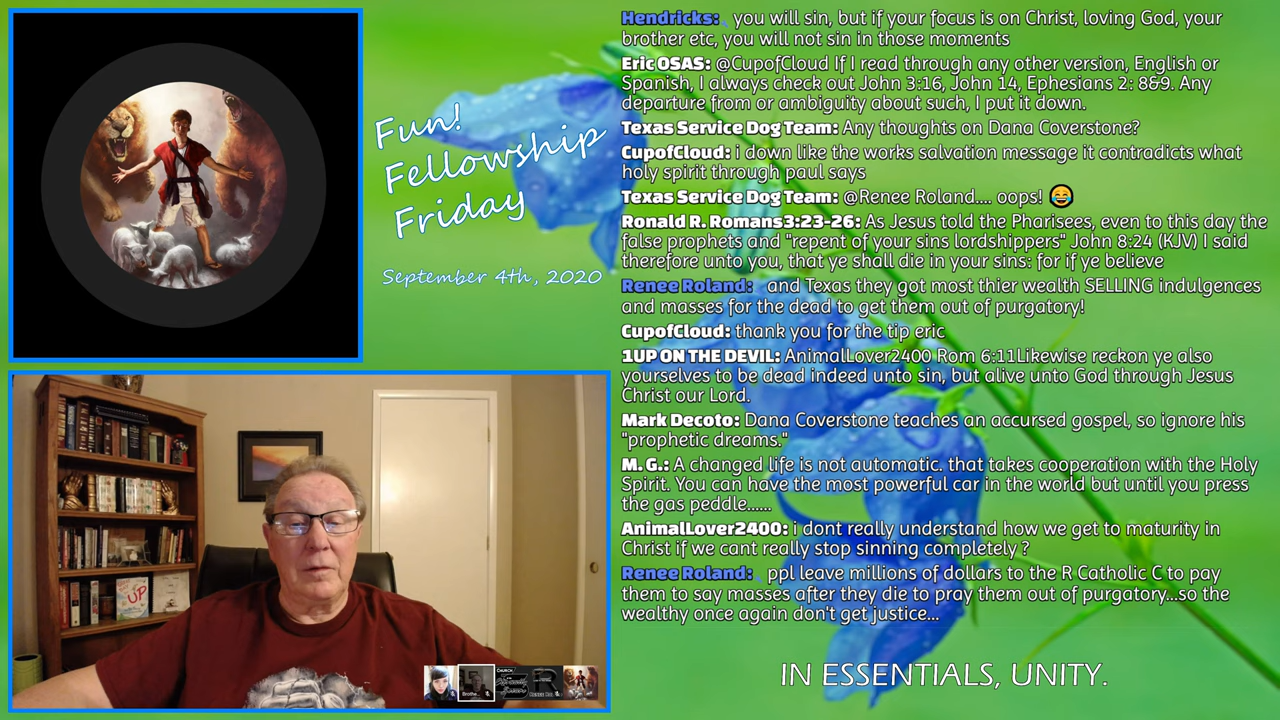 Fun!
Fellowship
Friday
September 4th, 2020
Hendricks: you will sin, but if your focus is on Christ, loving God, your
brother etc, you will not sin in those moments
Eric OSAS: @CupofCloud If I read through any other version, English or
Spanish, I always check out John 3:16, John 14, Ephesians 2: 8&9. Any
departure from or ambiguity about such, I put it down.
Texas Service Dog Team: Any thoughts on Dana Coverstone?
CupofCloud: i down like the works salvation message it contradicts what
holy spirit through paul says
Texas Service Dog Team: @Renee Roland.... oops! 😂
Ronald R. Romans3:23-26: As Jesus told the Pharisees, even to this day the
false prophets and "repent of your sins lordshippers" John 8:24 (KJV) I said
therefore unto you, that ye shall die in your sins: for if ye believe
Renee Roland: and Texas they got most thier wealth SELLING indulgences
and masses for the dead to get them out of purgatory!
CupofCloud: thank you for the tip eric
1UP ON THE DEVIL: AnimalLover2400 Rom 6:11Likewise reckon ye also
yourselves to be dead indeed unto sin, but alive unto God through Jesus
Christ our Lord.
Mark Decoto: Dana Coverstone teaches an accursed gospel, so ignore his
"prophetic dreams."
M. G.: A changed life is not automatic. that takes cooperation with the Holy
Spirit. You can have the most powerful car in the world but until you press
the gas peddle......
AnimalLover2400: i dont really understand how we get to maturity in
Christ if we cant really stop sinning completely ?
Renee Roland: ppl leave millions of dollars to the R Catholic C to pay
them to say masses after they die to pray them out of purgatory...so the
wealthy once again don't get justice...
IN ESSENTIALS, UNITY.
UP
Brothe...
CHURCH